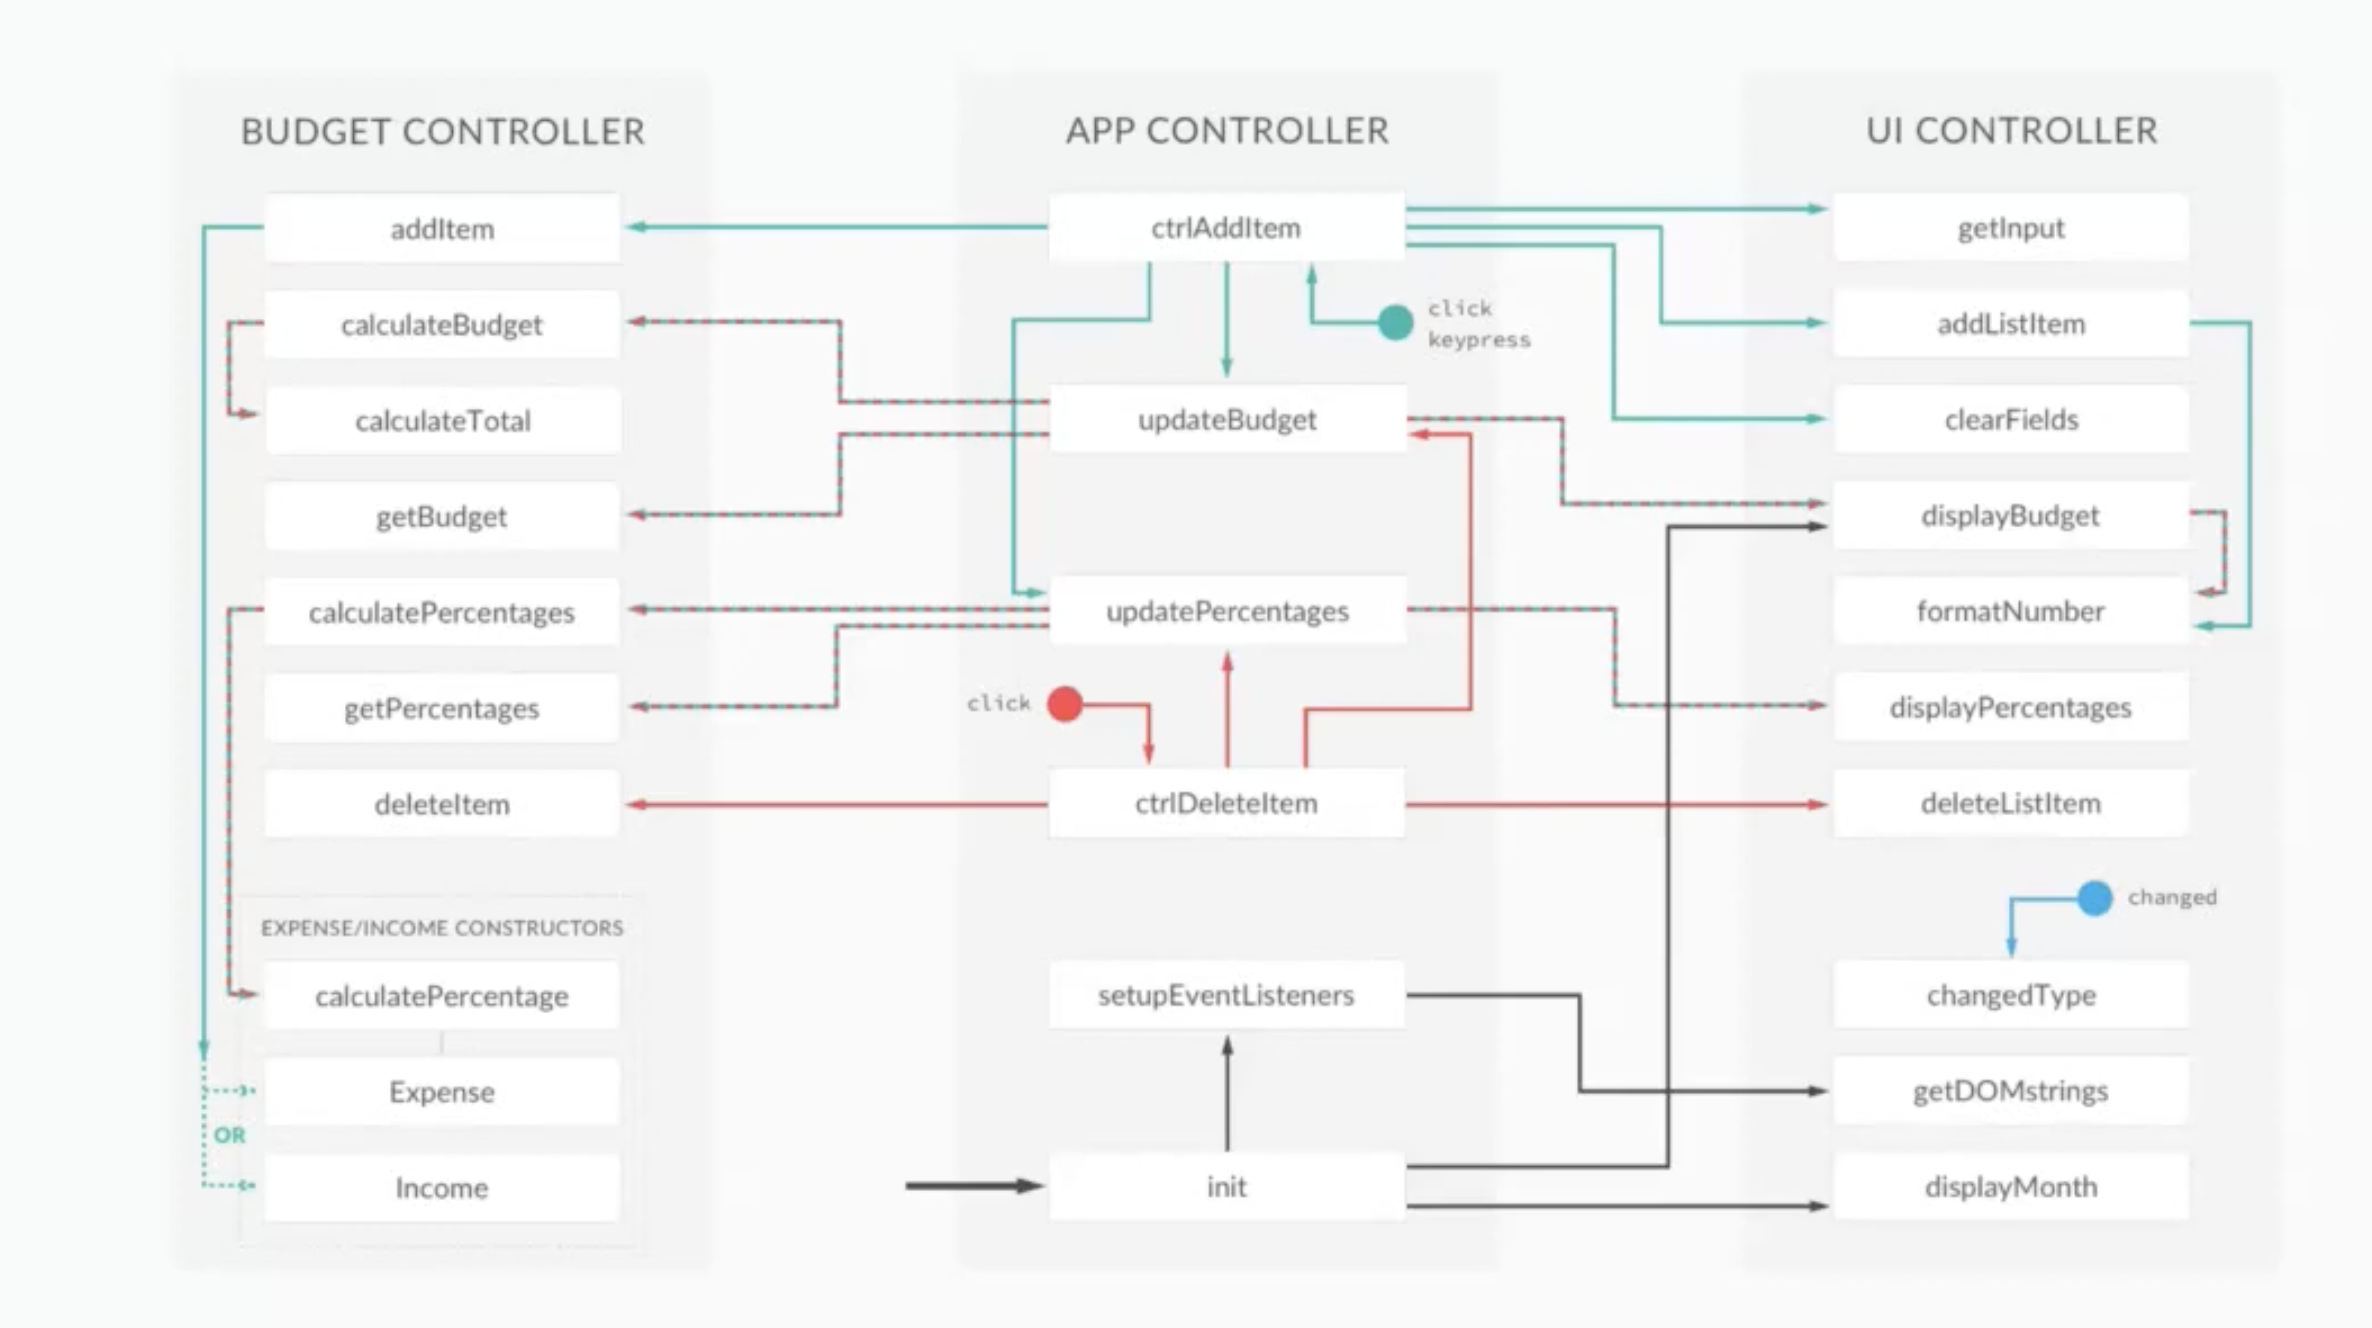 BUDGET CONTROLLER
addItem
calculateBudget
calculateTotal
getBudget
calculatePercentages
getPercentages
deleteItem
EXPENSE/INCOME CONSTRUCTORS
calculatePercentage
Expense
OR
Income
APP CONTROLLER
ctrlAddItem
click
keypress
updateBudget
updatePercentages
click
ctrlDeleteItem
setupEventListeners
init
UI CONTROLLER
getInput
addListItem
clearFields
displayBudget
formatNumber
displayPercentages
deleteListItem
changed
changedType
getDOMstrings
displayMonth